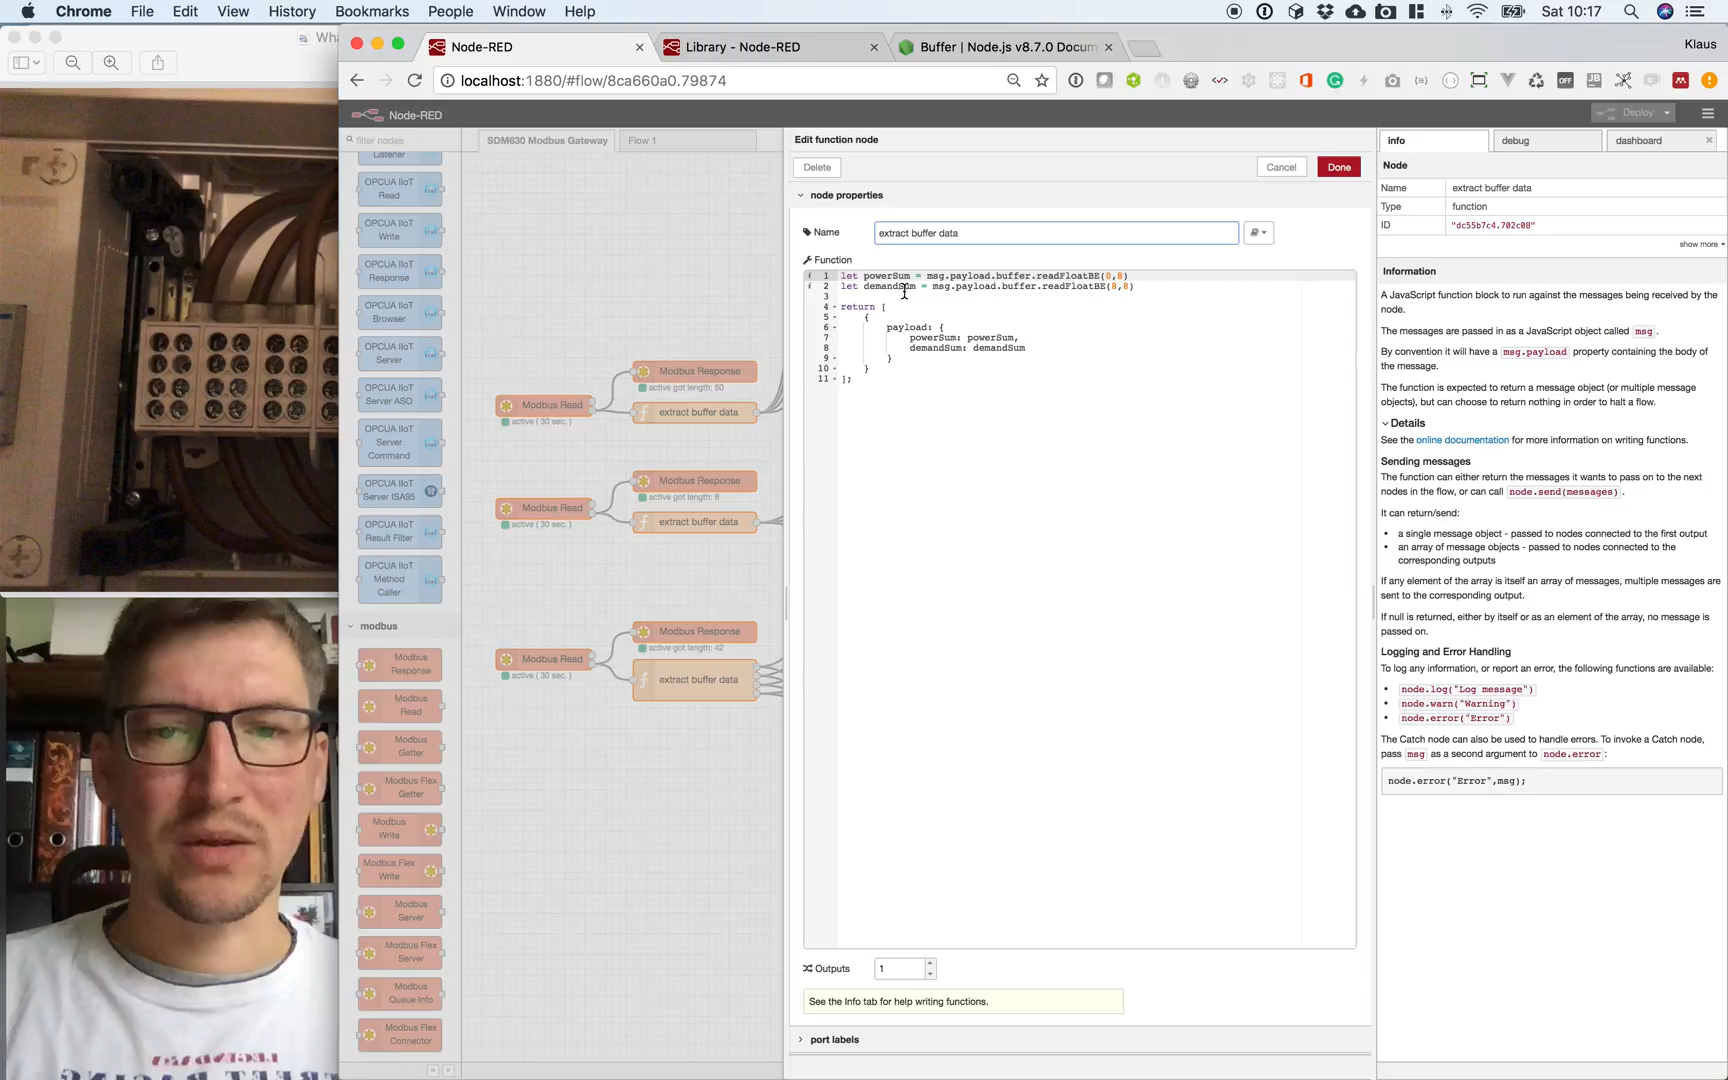 Chrome File Edit View History Bookmarks People Window Help Sat 10:17
Wha
Node-RED
Library - Node-RED
Buffer | Node.js v8.7.0 Docum
Klaus
localhost:1880/#flow/8ca660a0.79874
Node-RED
Deploy
filter nodes
Listener
OPCUA IIoT
Read
OPCUA IIoT
Write
OPCUA IIoT
Response
OPCUA IIoT
Browser
OPCUA IIoT
Server
OPCUA IIoT
Server ASO
OPCUA IIoT
Server
Command
OPCUA IIoT
Server ISA95
OPCUA IIoT
Result Filter
OPCUA IIoT
Method
Caller
modbus
Modbus
Response
Modbus
Read
Modbus
Getter
Modbus Flex
Getter
Modbus
Write
Modbus Flex
Write
Modbus
Server
Modbus Flex
Server
Modbus
Queue Info
Modbus Flex
Connector
SDM630 Modbus Gateway
Flow 1
Modbus Response
active got length: 50
Modbus Read
active ( 30 sec. )
extract buffer data
Modbus Response
active got length: 8
Modbus Read
active ( 30 sec. )
extract buffer data
Modbus Response
active got length: 42
Modbus Read
active ( 30 sec. )
extract buffer data
Edit function node
Delete
Cancel
Done
node properties
Name
extract buffer data
Function
1 let powerSum = msg.payload.buffer.readFloatBE(0,8)
2 let demandSum = msg.payload.buffer.readFloatBE(8,8)
3
4 return [
5 {
6 payload: {
7 powerSum: powerSum,
8 demandSum: demandSum
9 }
10 }
11 ];
Outputs
1
See the Info tab for help writing functions.
port labels
info
debug
dashboard
Node
Name extract buffer data
Type function
ID "dc55b7c4.702c08"
show more
Information
A JavaScript function block to run against the messages being received by the
node.
The messages are passed in as a JavaScript object called msg .
By convention it will have a msg.payload property containing the body of
the message.
The function is expected to return a message object (or multiple message
objects), but can choose to return nothing in order to halt a flow.
Details
See the online documentation for more information on writing functions.
Sending messages
The function can either return the messages it wants to pass on to the next
nodes in the flow, or can call node.send(messages) .
It can return/send:
• a single message object - passed to nodes connected to the first output
• an array of message objects - passed to nodes connected to the
corresponding outputs
If any element of the array is itself an array of messages, multiple messages are
sent to the corresponding output.
If null is returned, either by itself or as an element of the array, no message is
passed on.
Logging and Error Handling
To log any information, or report an error, the following functions are available:
• node.log("Log message")
• node.warn("Warning")
• node.error("Error")
The Catch node can also be used to handle errors. To invoke a Catch node,
pass msg as a second argument to node.error :
node.error("Error",msg);